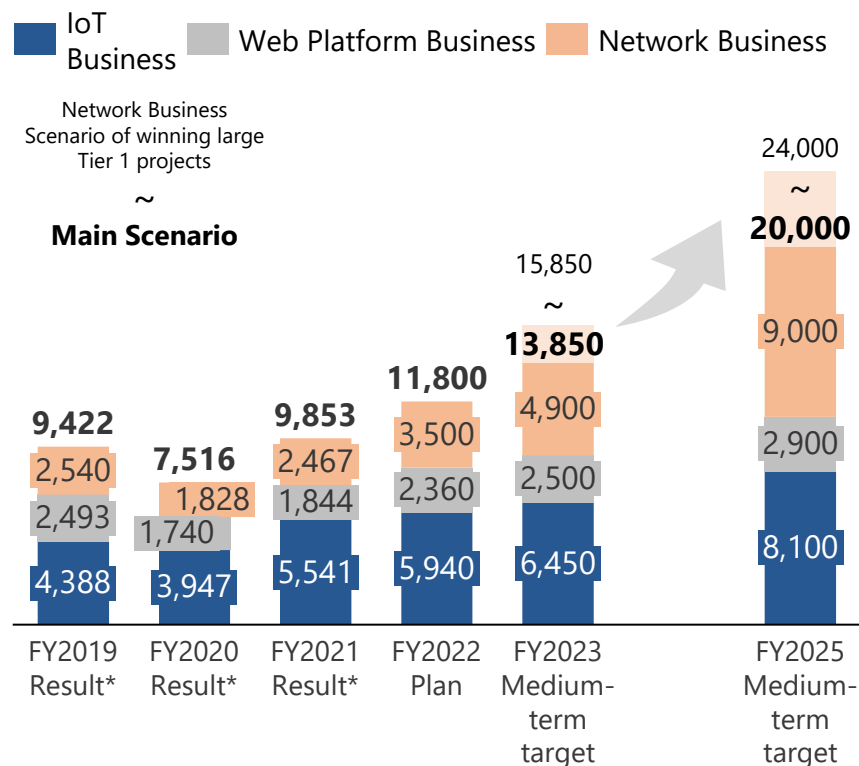 IoT
Business
Web Platform Business
Network Business
Network Business
Scenario of winning large
Tier 1 projects
~
Main Scenario
9,422
2,540
2,493
4,388
7,516
1,828
1,740
3,947
9,853
2,467
1,844
5,541
11,800
3,500
2,360
5,940
15,850
~
13,850
4,900
2,500
6,450
24,000
~
20,000
9,000
2,900
8,100
FY2019
Result*
FY2020
Result*
FY2021
Result*
FY2022
Plan
FY2023
Medium-
term
target
FY2025
Medium-
term
target